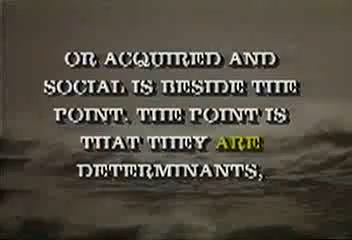 OR ACQUIRED AND
SOCIAL IS BESIDE THE
POINT. THE POINT IS
THAT THEY ARE
DETERMINANTS,